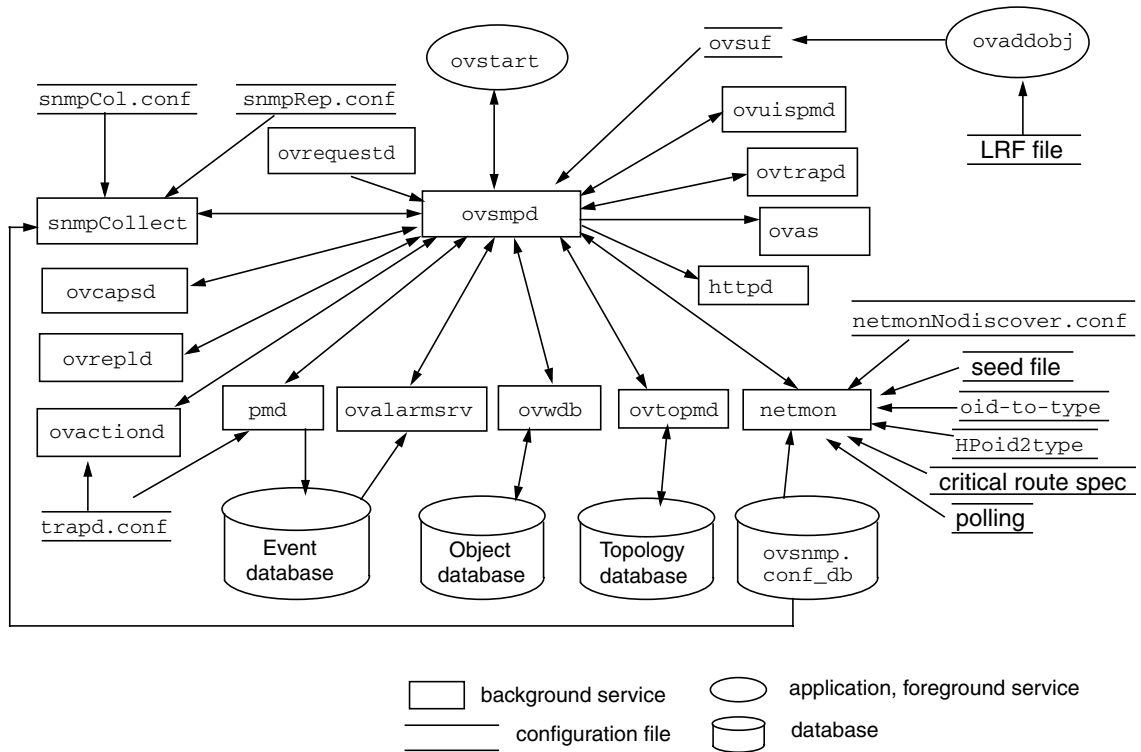 ovstart
ovsuf
ovaddobj
snmpCol.conf
snmpRep.conf
ovuispmd
ovrequestd
LRF file
ovtrapd
snmpCollect
ovsmpd
ovas
ovcapsd
httpd
netmonNodiscover.conf
ovrepld
seed file
pmd
ovalarmsrv
ovwdb
ovtopmd
netmon
oid-to-type
ovactiond
HPoid2type
critical route spec
trapd.conf
polling
Event
database
Object
database
Topology
database
ovsnmp.
conf_db
background service
application, foreground service
configuration file
database